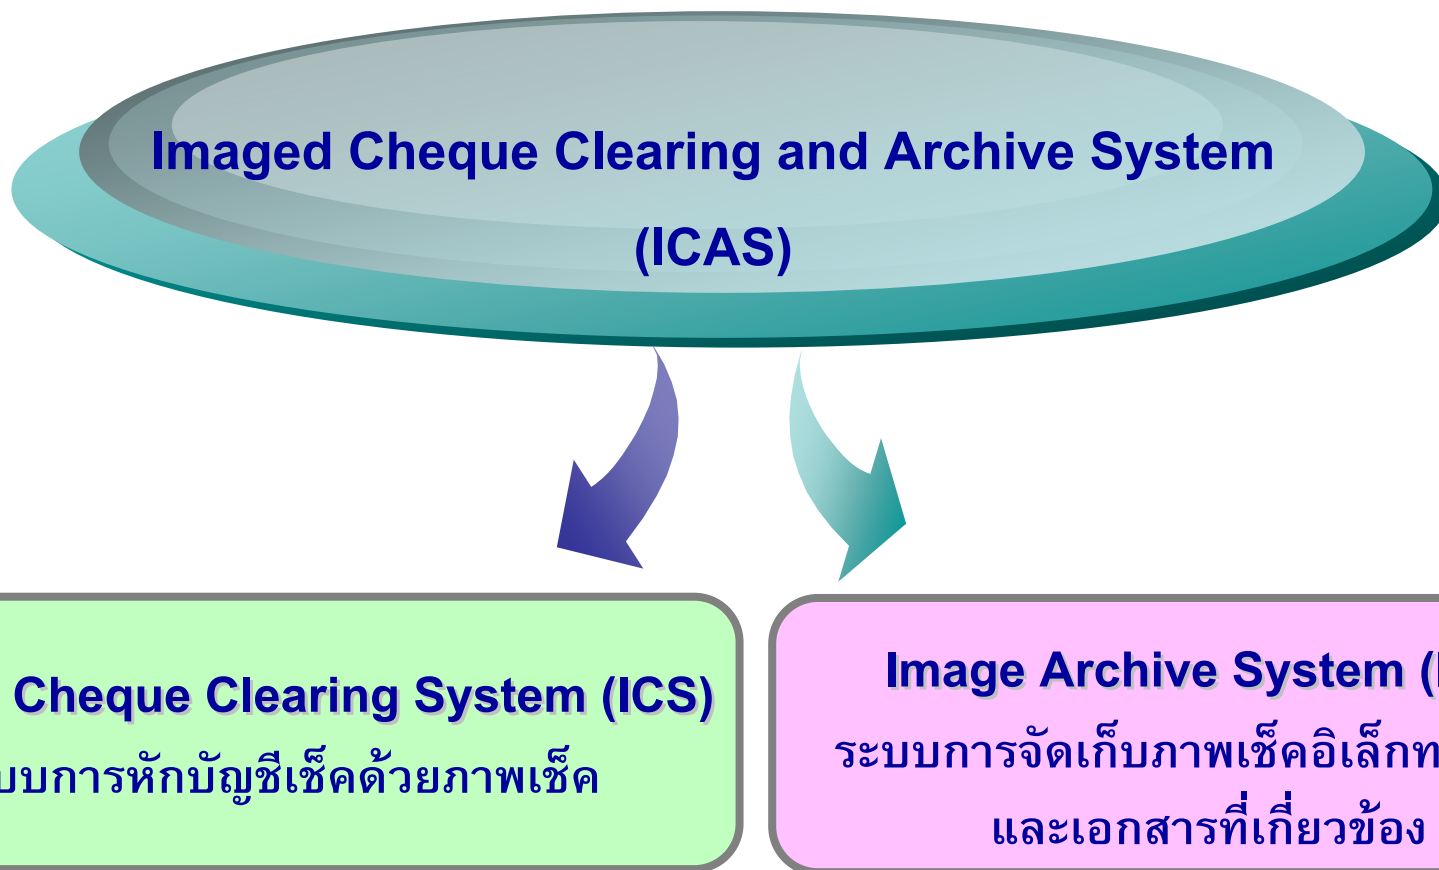 Imaged Cheque Clearing and Archive System
(ICAS)
Cheque Clearing System (ICS)
บบการหักบัญชีเช็คด้วยภาพเช็ค
Image Archive System (
ระบบการจัดเก็บภาพเช็คอิเล็กท
และเอกสารที่เกี่ยวข้อง